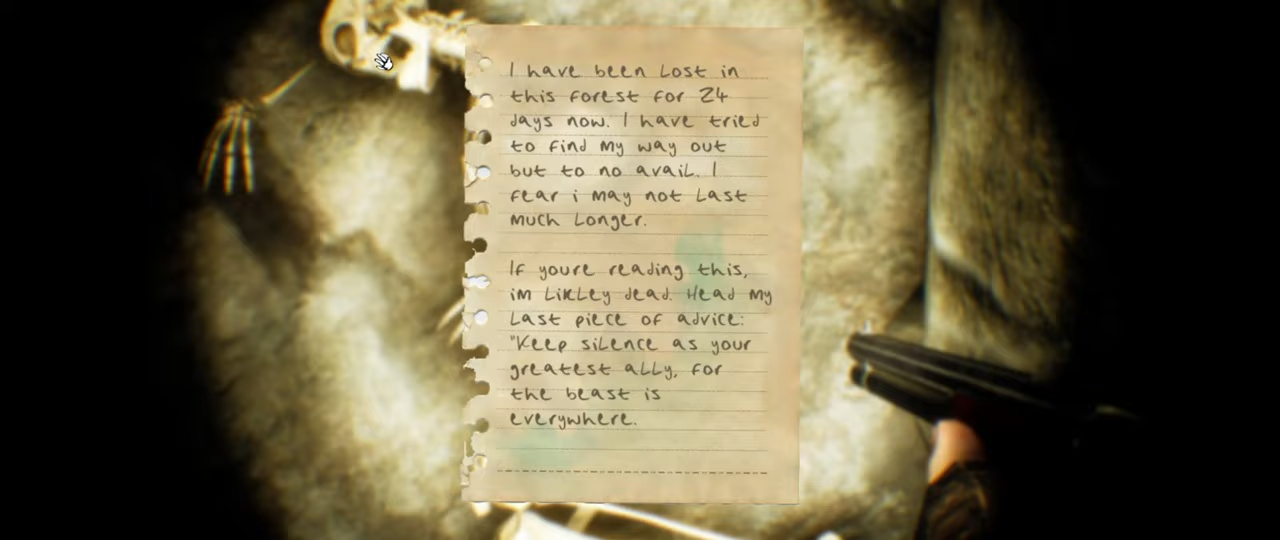 I have been Lost in
this forest for 24
days now. I have tried
to find my way out
but to no avail. I
fear i may not Last
much Longer.
If youre reading this,
im LikLey dead. Head my
Last piece of advice:
"Keep silence as your
greatest aLLy, for
the beast is
everywhere.